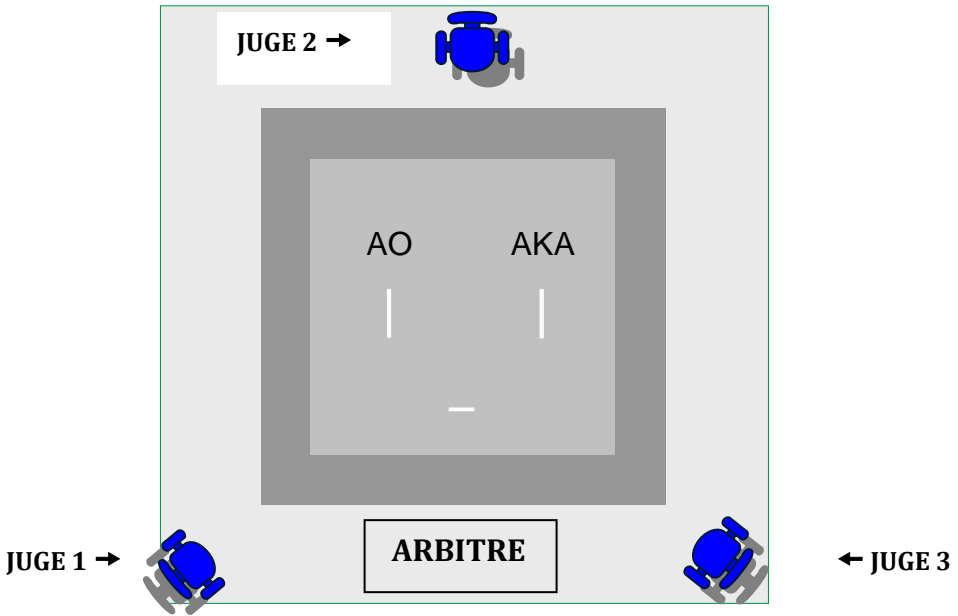 JUGE 2 →
AO AKA
ARBITRE
JUGE 1 →
← JUGE 3